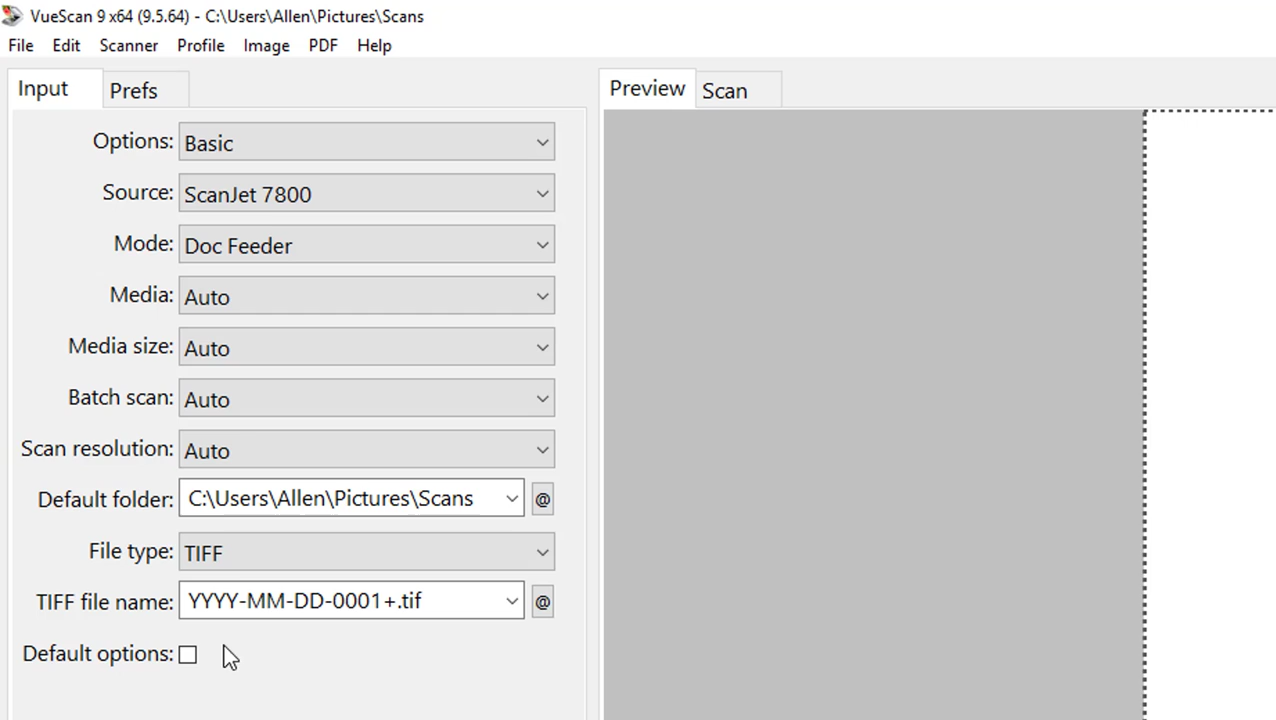 VueScan 9 x64 (9.5.64) - C:\Users\Allen\Pictures\Scans
File Edit Scanner Profile Image PDF Help
Input Prefs
Preview Scan
Options: Basic
Source: ScanJet 7800
Mode: Doc Feeder
Media: Auto
Media size: Auto
Batch scan: Auto
Scan resolution: Auto
Default folder: C:\Users\Allen\Pictures\Scans @
File type: TIFF
TIFF file name: YYYY-MM-DD-0001+.tif @
Default options: